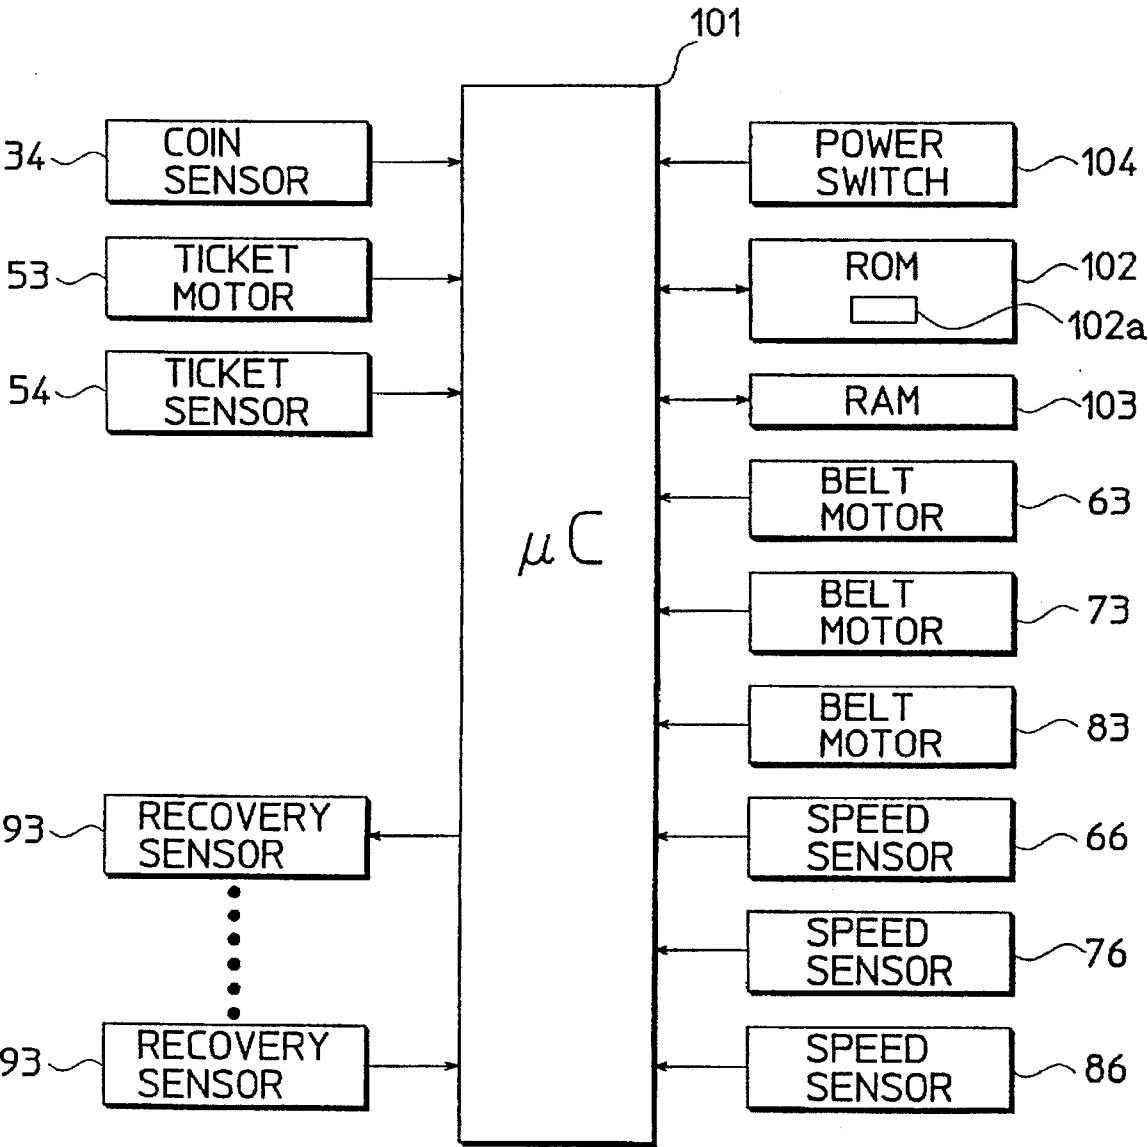 101
34
COIN
SENSOR
POWER
SWITCH
104
53
TICKET
MOTOR
ROM
102
102a
54
TICKET
SENSOR
RAM
103
BELT
MOTOR
63
μC
BELT
MOTOR
73
BELT
MOTOR
83
93
RECOVERY
SENSOR
SPEED
SENSOR
66
SPEED
SENSOR
76
93
RECOVERY
SENSOR
SPEED
SENSOR
86